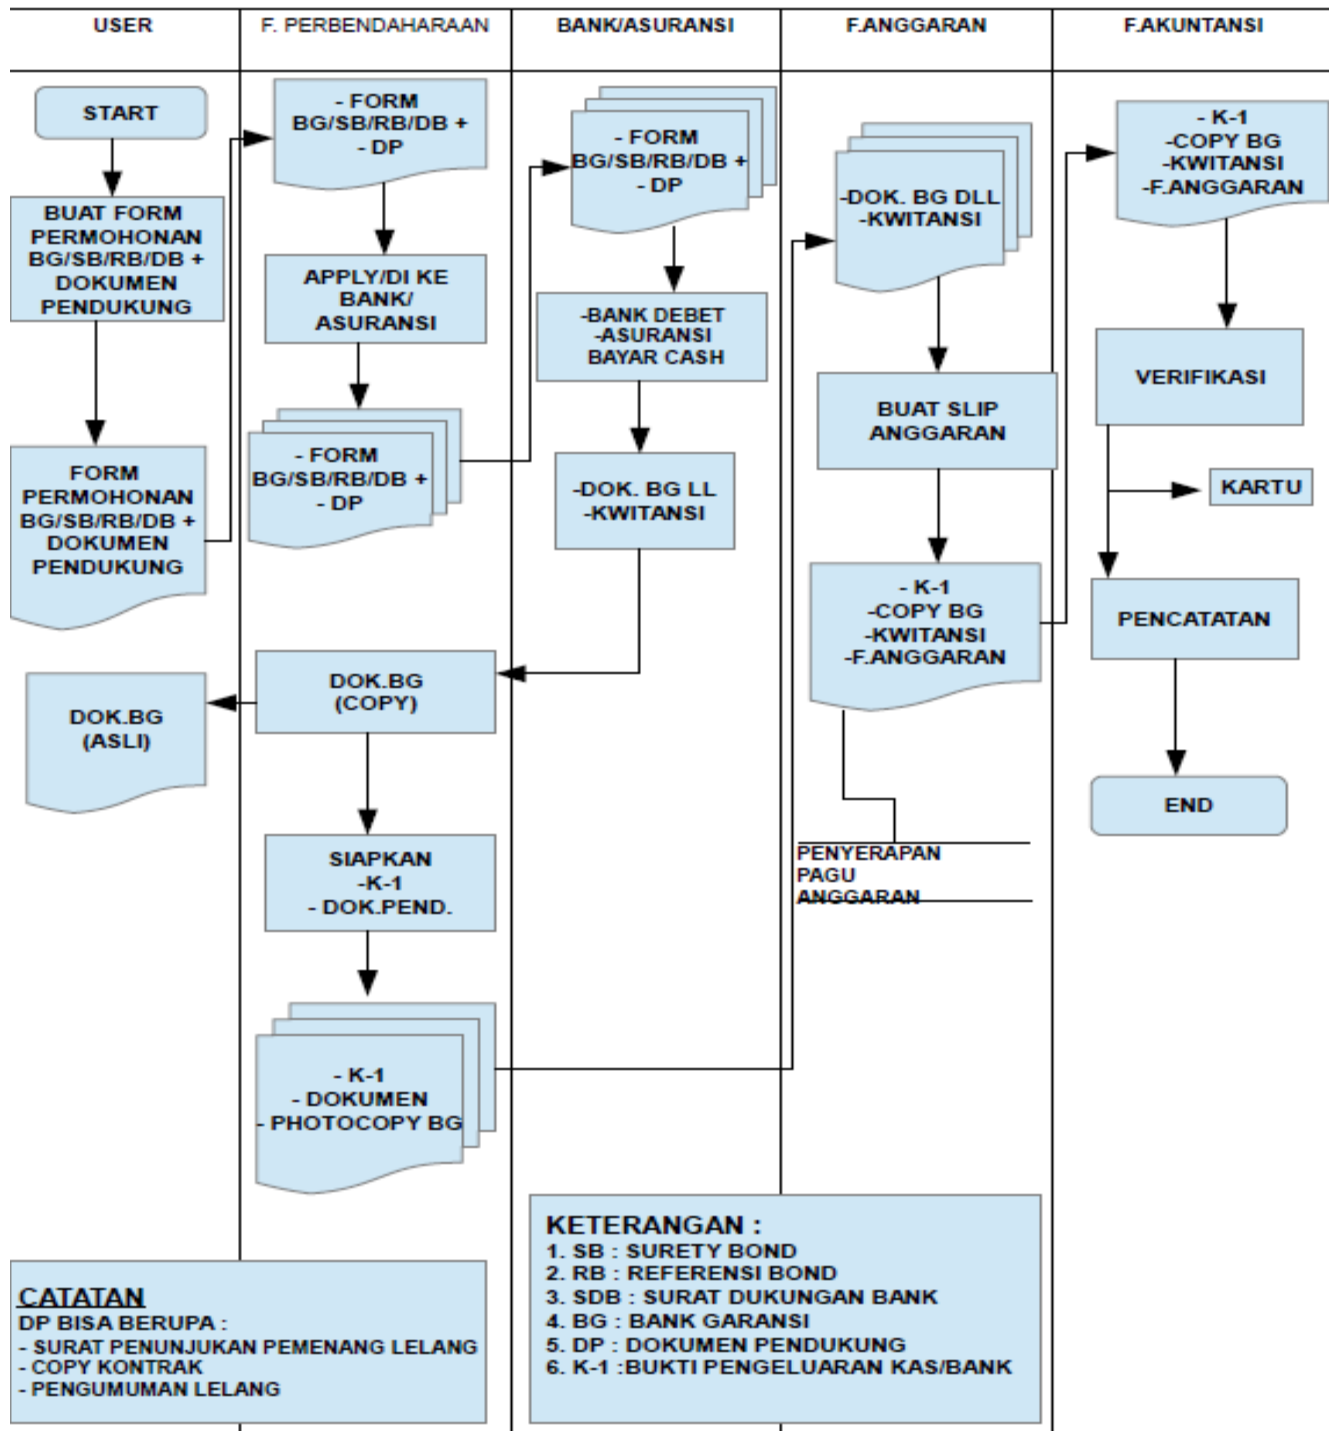 USER
F. PERBENDAHARAAN
BANK/ASURANSI
F.ANGGARAN
F.AKUNTANSI
START
BUAT FORM
PERMOHONAN
BG/SB/RB/DB +
DOKUMEN
PENDUKUNG
FORM
PERMOHONAN
BG/SB/RB/DB +
DOKUMEN
PENDUKUNG
DOK.BG
(ASLI)
- FORM
BG/SB/RB/DB +
- DP
APPLY/DI KE
BANK/
ASURANSI
- FORM
BG/SB/RB/DB +
- DP
DOK.BG
(COPY)
SIAPKAN
-K-1
- DOK.PEND.
- K-1
- DOKUMEN
- PHOTOCOPY BG
- FORM
BG/SB/RB/DB +
- DP
-BANK DEBET
-ASURANSI
BAYAR CASH
-DOK. BG LL
-KWITANSI
-DOK. BG DLL
-KWITANSI
BUAT SLIP
ANGGARAN
- K-1
-COPY BG
-KWITANSI
-F.ANGGARAN
PENYERAPAN
PAGU
ANGGARAN
- K-1
-COPY BG
-KWITANSI
-F.ANGGARAN
VERIFIKASI
KARTU
PENCATATAN
END
CATATAN
DP BISA BERUPA :
- SURAT PENUNJUKAN PEMENANG LELANG
- COPY KONTRAK
- PENGUMUMAN LELANG
KETERANGAN :
1. SB : SURETY BOND
2. RB : REFERENSI BOND
3. SDB : SURAT DUKUNGAN BANK
4. BG : BANK GARANSI
5. DP : DOKUMEN PENDUKUNG
6. K-1 :BUKTI PENGELUARAN KAS/BANK